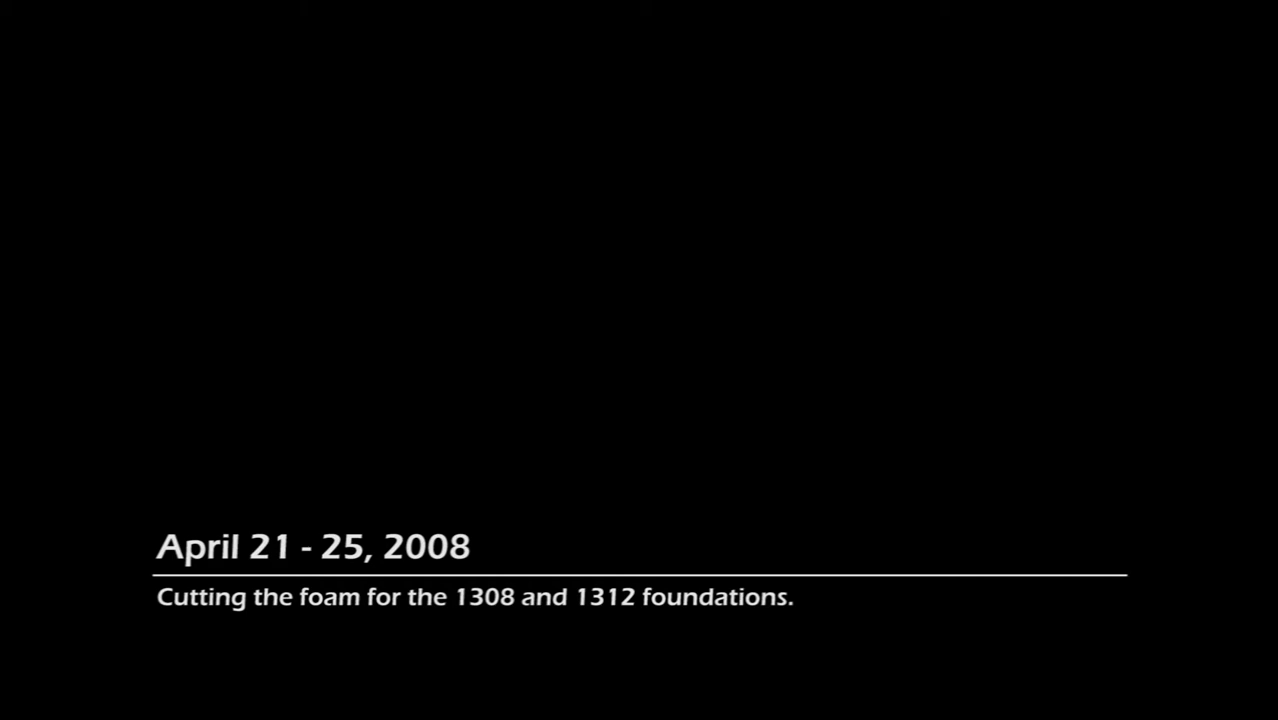 April 21 - 25, 2008
Cutting the foam for the 1308 and 1312 foundations.